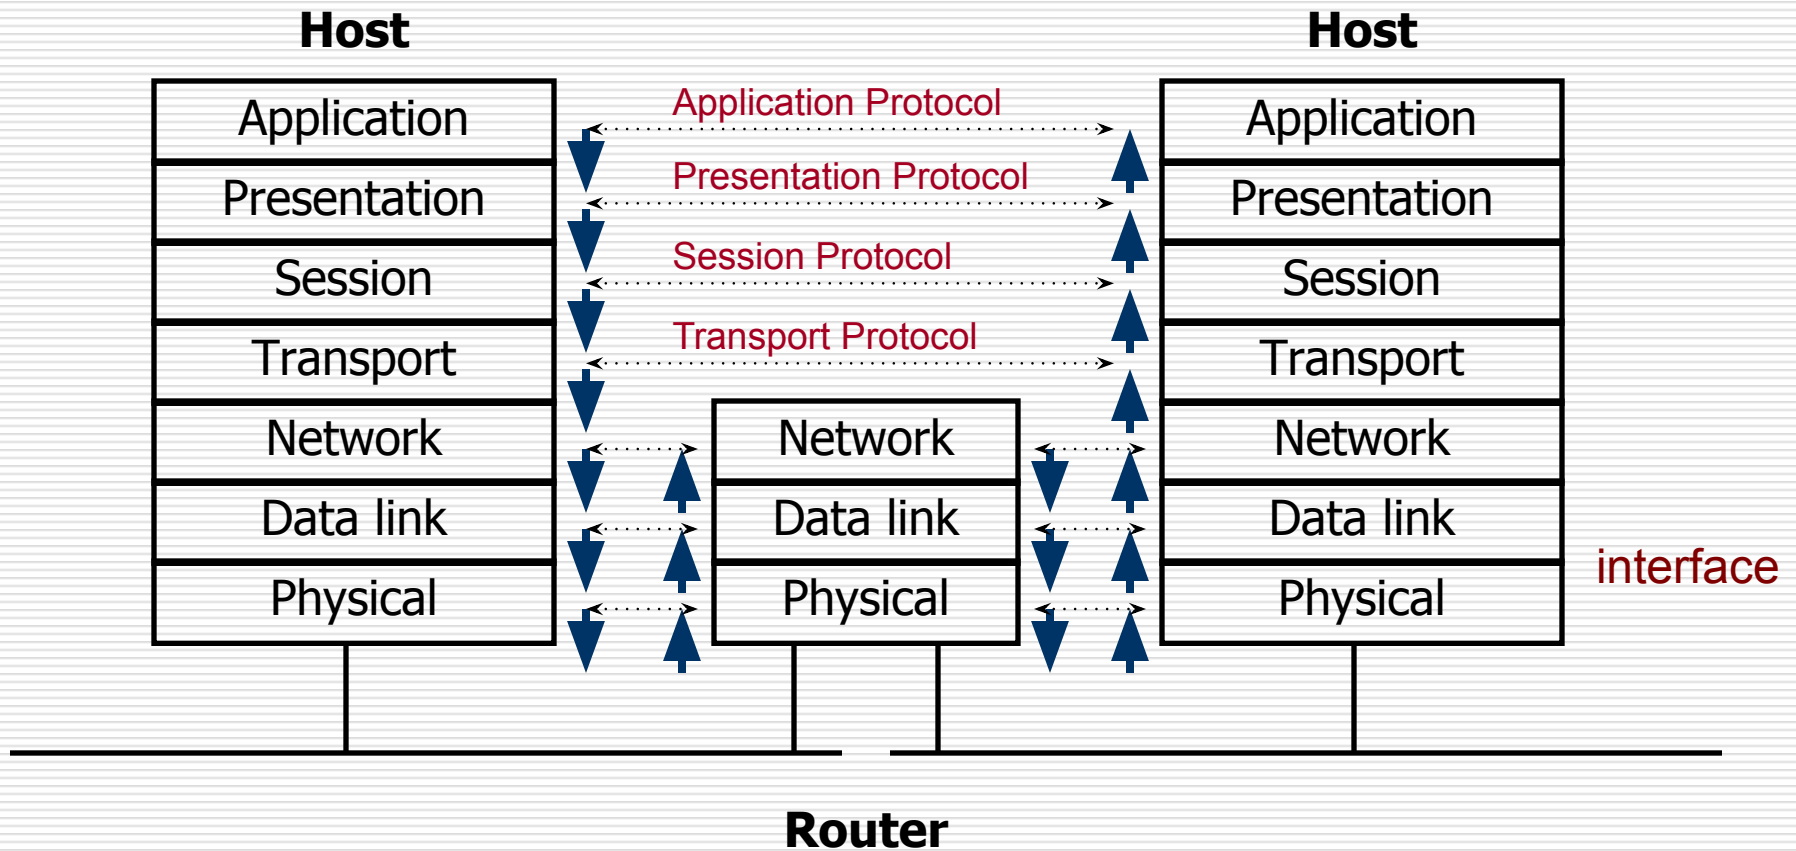 Host
Host
Application
Application Protocol
Application
Presentation
Presentation Protocol
Presentation
Session
Session Protocol
Session
Transport
Transport Protocol
Transport
Network
Network
Network
Data link
Data link
Data link
interface
Physical
Physical
Physical
Router